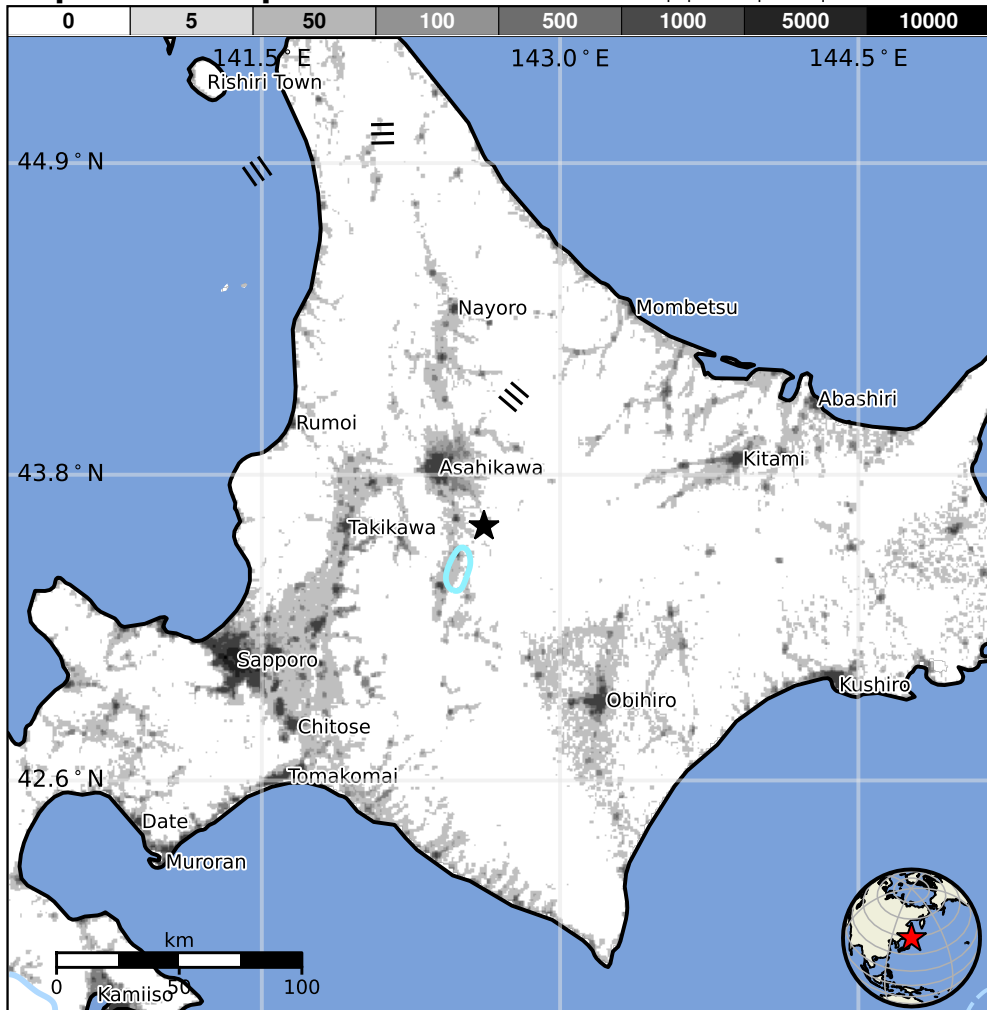 0 5 50 100 500 1000 5000 10000
141.5°E 143.0°E 144.5°E
Rishiri Town
III
III
44.9°N
Nayoro
Mombetsu
III
Abashiri
Rumoi
Asahikawa
Kitami
43.8°N
Takikawa
Sapporo
Kushiro
Obihiro
Chitose
Tomakomai
42.6°N
Date
Muroran
km
0 50 100
Kamiiso